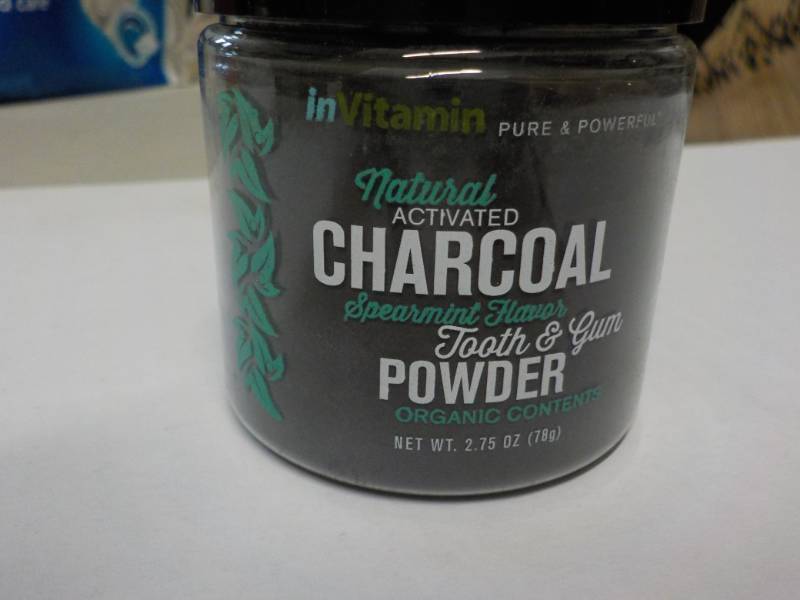 d care
inVitamin PURE & POWERFUL
Natural
ACTIVATED
CHARCOAL
Spearmint Flavor
Tooth & Gum
POWDER
ORGANIC CONTENTS
NET WT. 2.75 OZ (78g)